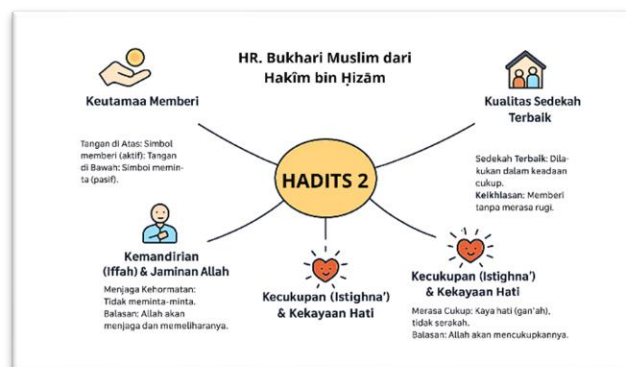 HR. Bukhari Muslim dari
Hakîm bin Ḥizām
Keutamaa Memberi
Tangan di Atas: Simbol
memberi (aktif): Tangan
di Bawah: Simboi memin-
ta (pasif).
Kualitas Sedekah
Terbaik
Sedekah Terbaik: Dila-
kukan dalam keadaan
cukup.
Keikhlasan: Memberi
tanpa merasa rugi.
HADITS 2
Kemandirian
(Iffah) & Jaminan Allah
Menjaga Kehormatan:
Tidak meminta-minta.
Balasan: Allah akan
menjaga dan memeliharanya.
Kecukupan (Istighna’)
& Kekayaan Hati
Kecukupan (Istighna’)
& Kekayaan Hati
Merasa Cukup: Kaya hati (gan'ah),
tidak serakah.
Balasan: Allah akan mencukupkannya.